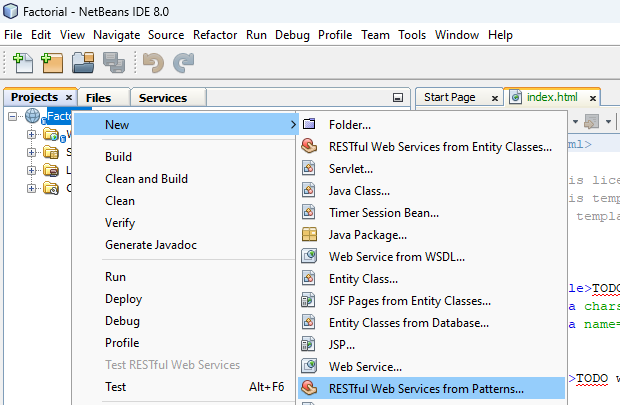 Factorial - NetBeans IDE 8.0
File Edit View Navigate Source Refactor Run Debug Profile Team Tools Window Help
Projects × Files Services
Start Page × index.html ×
New
Build
Clean and Build
Clean
Verify
Generate Javadoc
Run
Deploy
Debug
Profile
Test RESTful Web Services
Test Alt+F6
Folder...
RESTful Web Services from Entity Classes...
Servlet...
Java Class...
Timer Session Bean...
Java Package...
Web Service from WSDL...
Entity Class...
JSF Pages from Entity Classes...
Entity Classes from Database...
JSP...
Web Service...
RESTful Web Services from Patterns...
ml>
is lice
is temp
templa
le>TODO
a chars
a name=
>TODO w